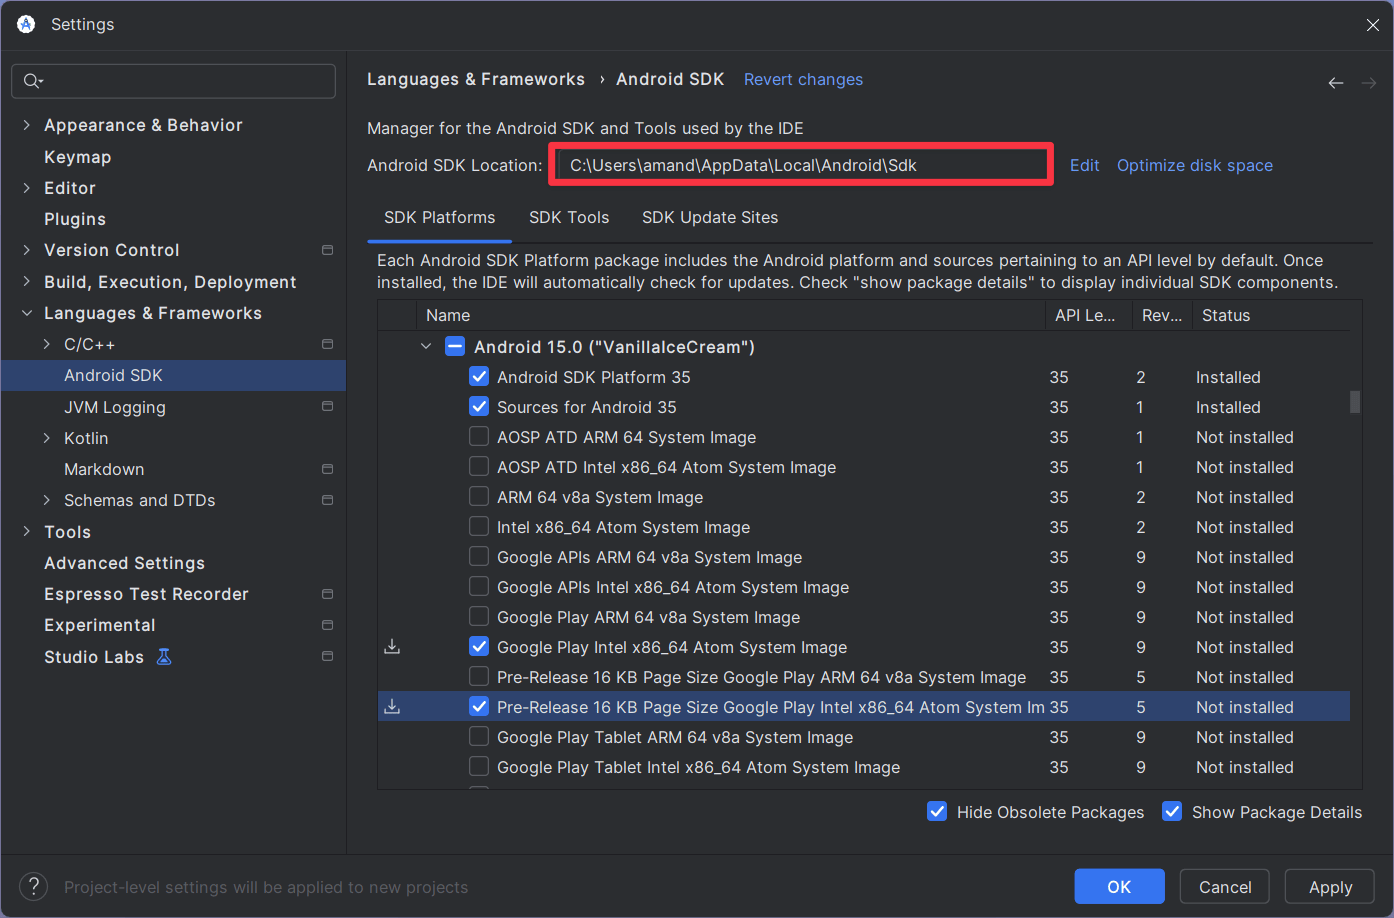 Settings
Appearance & Behavior
Keymap
Editor
Plugins
Version Control
Build, Execution, Deployment
Languages & Frameworks
C/C++
Android SDK
JVM Logging
Kotlin
Markdown
Schemas and DTDs
Tools
Advanced Settings
Espresso Test Recorder
Experimental
Studio Labs
Languages & Frameworks › Android SDK Revert changes
Manager for the Android SDK and Tools used by the IDE
Android SDK Location: C:\Users\amand\AppData\Local\Android\Sdk Edit Optimize disk space
SDK Platforms SDK Tools SDK Update Sites
Each Android SDK Platform package includes the Android platform and sources pertaining to an API level by default. Once
installed, the IDE will automatically check for updates. Check "show package details" to display individual SDK components.
Name API Le... Rev... Status
Android 15.0 ("VanillaIceCream")
Android SDK Platform 35 35 2 Installed
Sources for Android 35 35 1 Installed
AOSP ATD ARM 64 System Image 35 1 Not installed
AOSP ATD Intel x86_64 Atom System Image 35 1 Not installed
ARM 64 v8a System Image 35 2 Not installed
Intel x86_64 Atom System Image 35 2 Not installed
Google APIs ARM 64 v8a System Image 35 9 Not installed
Google APIs Intel x86_64 Atom System Image 35 9 Not installed
Google Play ARM 64 v8a System Image 35 9 Not installed
Google Play Intel x86_64 Atom System Image 35 9 Not installed
Pre-Release 16 KB Page Size Google Play ARM 64 v8a System Image 35 5 Not installed
Pre-Release 16 KB Page Size Google Play Intel x86_64 Atom System Im 35 5 Not installed
Google Play Tablet ARM 64 v8a System Image 35 9 Not installed
Google Play Tablet Intel x86_64 Atom System Image 35 9 Not installed
Hide Obsolete Packages Show Package Details
? Project-level settings will be applied to new projects
OK Cancel Apply